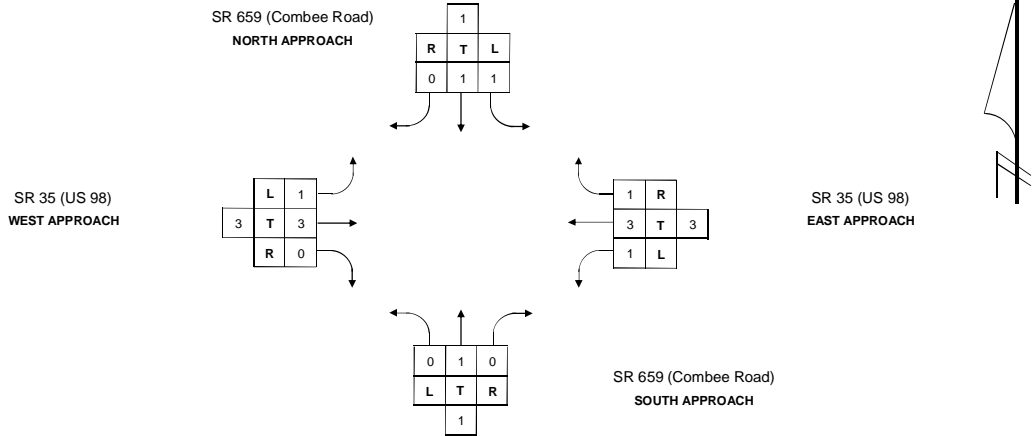 SR 659 (Combee Road)
NORTH APPROACH
1
R T L
0 1 1
SR 35 (US 98)
WEST APPROACH
L 1
3 T 3
R 0
1 R
3 T 3
1 L
SR 35 (US 98)
EAST APPROACH
0 1 0
L T R
1
SR 659 (Combee Road)
SOUTH APPROACH